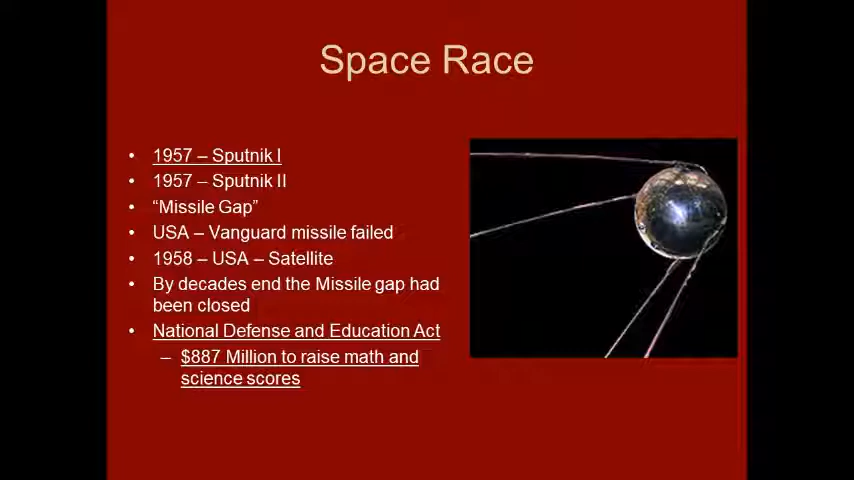 Space Race
• 1957 – Sputnik I
• 1957 – Sputnik II
• “Missile Gap”
• USA – Vanguard missile failed
• 1958 – USA – Satellite
• By decades end the Missile gap had
been closed
• National Defense and Education Act
– $887 Million to raise math and
science scores